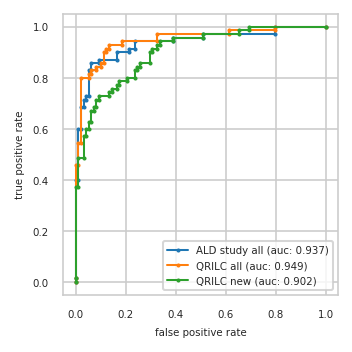 1.0
0.8
0.6
0.4
0.2
0.0
true positive rate
ALD study all (auc: 0.937)
QRILC all (auc: 0.949)
QRILC new (auc: 0.902)
0.0 0.2 0.4 0.6 0.8 1.0
false positive rate